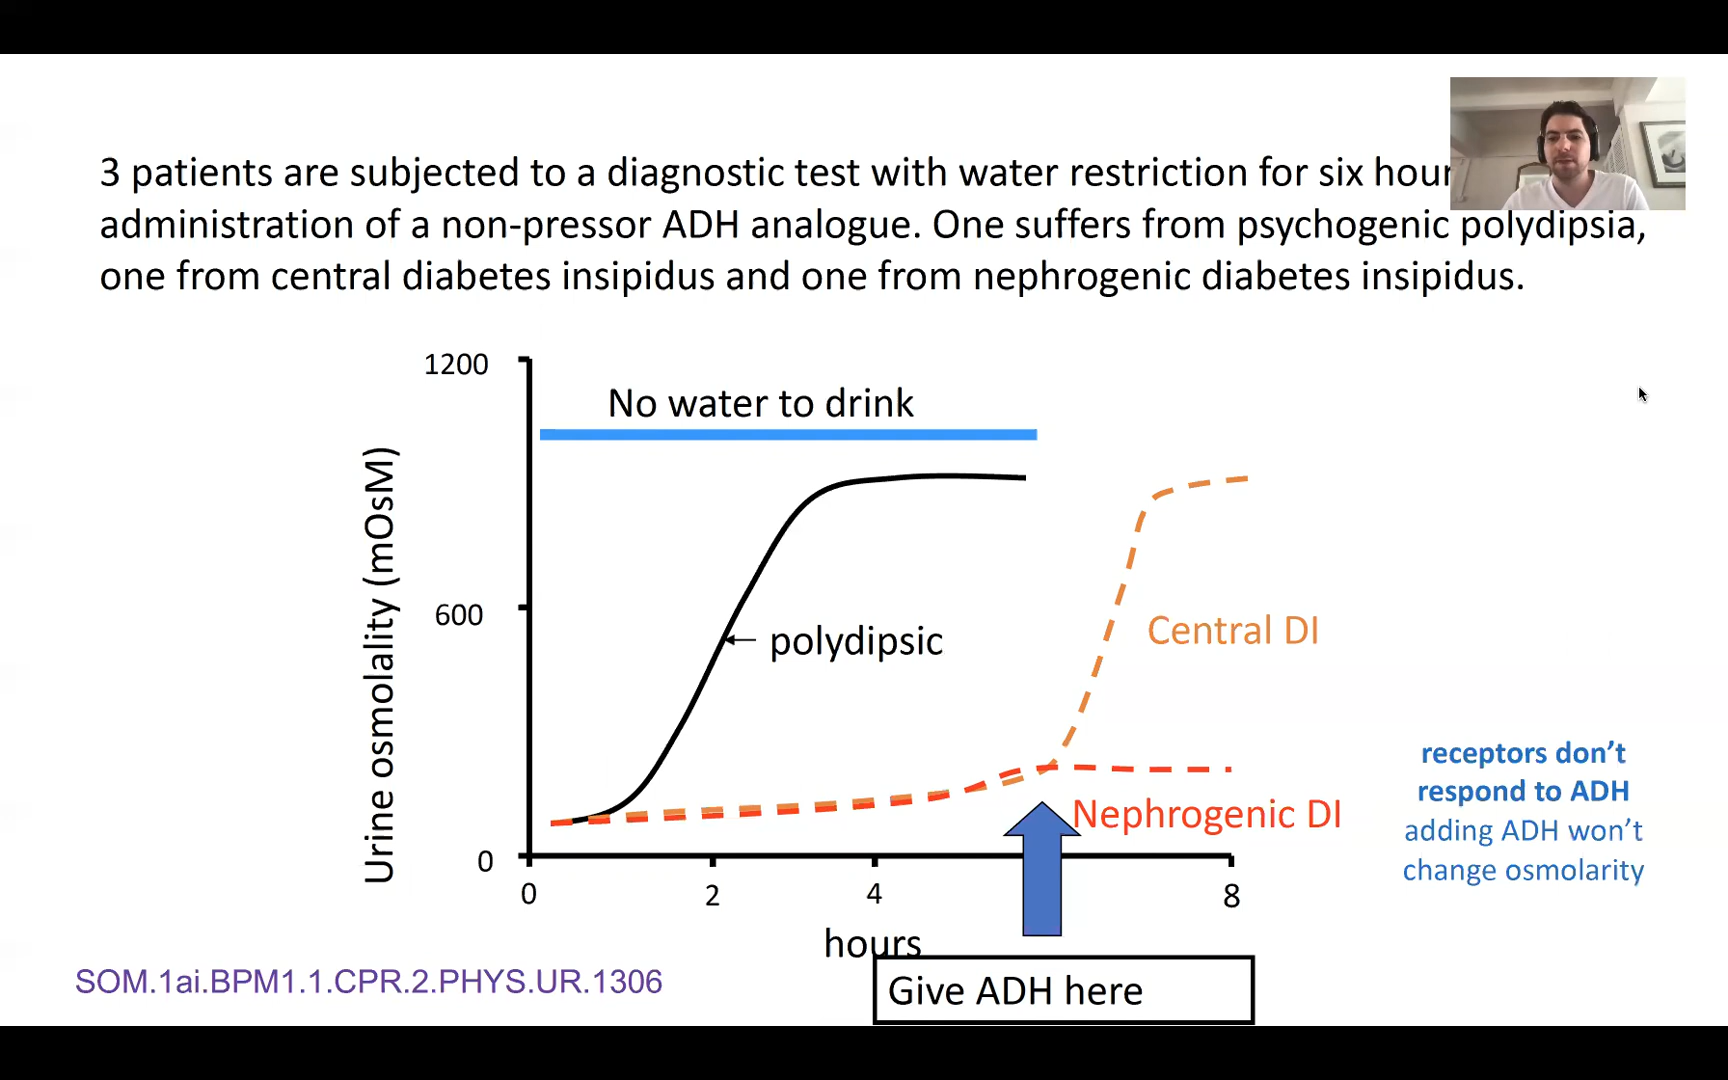 3 patients are subjected to a diagnostic test with water restriction for six
administration of a non-pressor ADH analogue. One suffers from psychogenic polydipsia,
one from central diabetes insipidus and one from nephrogenic diabetes insipidus.
1200
No water to drink
Urine osmolality (mOsM)
600
polydipsic
Central DI
receptors don't
respond to ADH
adding ADH won't
change osmolarity
Nephrogenic DI
0
0 2 4 8
hours
SOM.1ai.BPM1.1.CPR.2.PHYS.UR.1306
Give ADH here